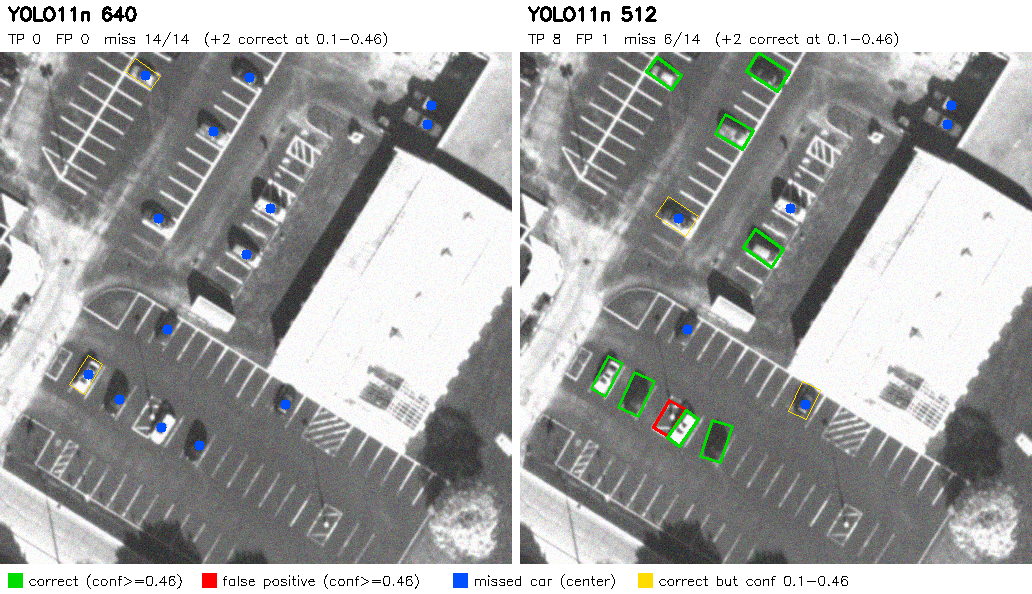 YOLO11n 640
TP 0 FP 0 miss 14/14 (+2 correct at 0.1-0.46)
YOLO11n 512
TP 8 FP 1 miss 6/14 (+2 correct at 0.1-0.46)
correct (conf>=0.46)
false positive (conf>=0.46)
missed car (center)
correct but conf 0.1-0.46